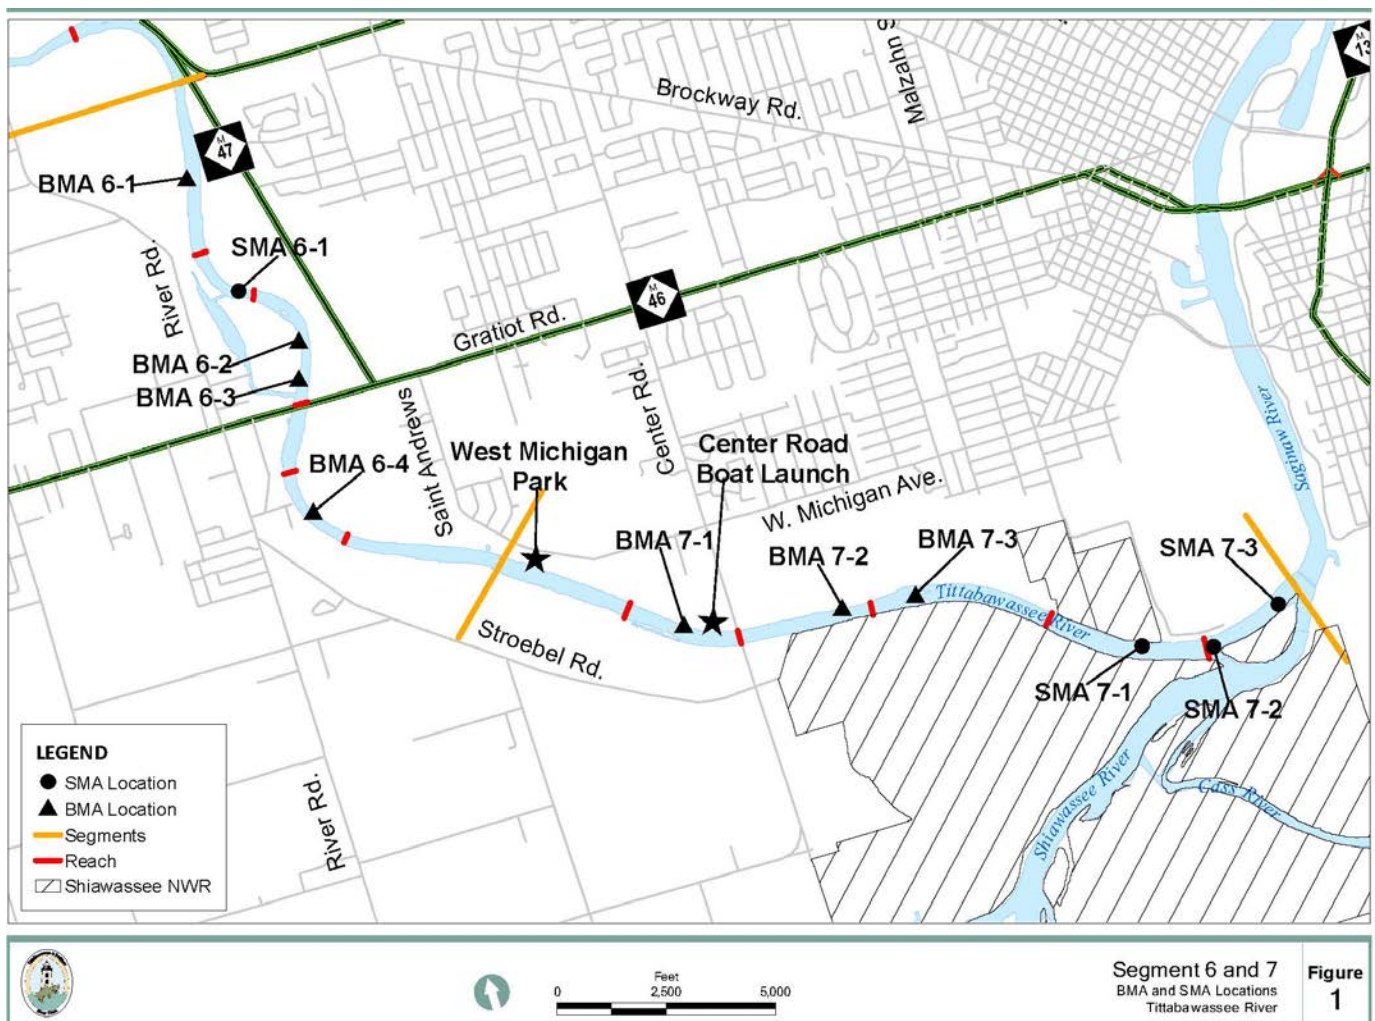 M
13
Malzahn S
Brockway Rd.
M
47
BMA 6-1
SMA 6-1
River Rd.
M
46
Gratiot Rd.
BMA 6-2
BMA 6-3
Saint Andrews
Center Rd.
Saginaw River
West Michigan
Park
Center Road
Boat Launch
BMA 6-4
W. Michigan Ave.
BMA 7-1
BMA 7-2
BMA 7-3
SMA 7-3
Tittabawassee River
Stroebel Rd.
SMA 7-1
SMA 7-2
Shiawassee River
Cass River
River Rd.
LEGEND
SMA Location
BMA Location
Segments
Reach
Shiawassee NWR
Feet
0 2,500 5,000
Segment 6 and 7
BMA and SMA Locations
Tittabawassee River
Figure
1